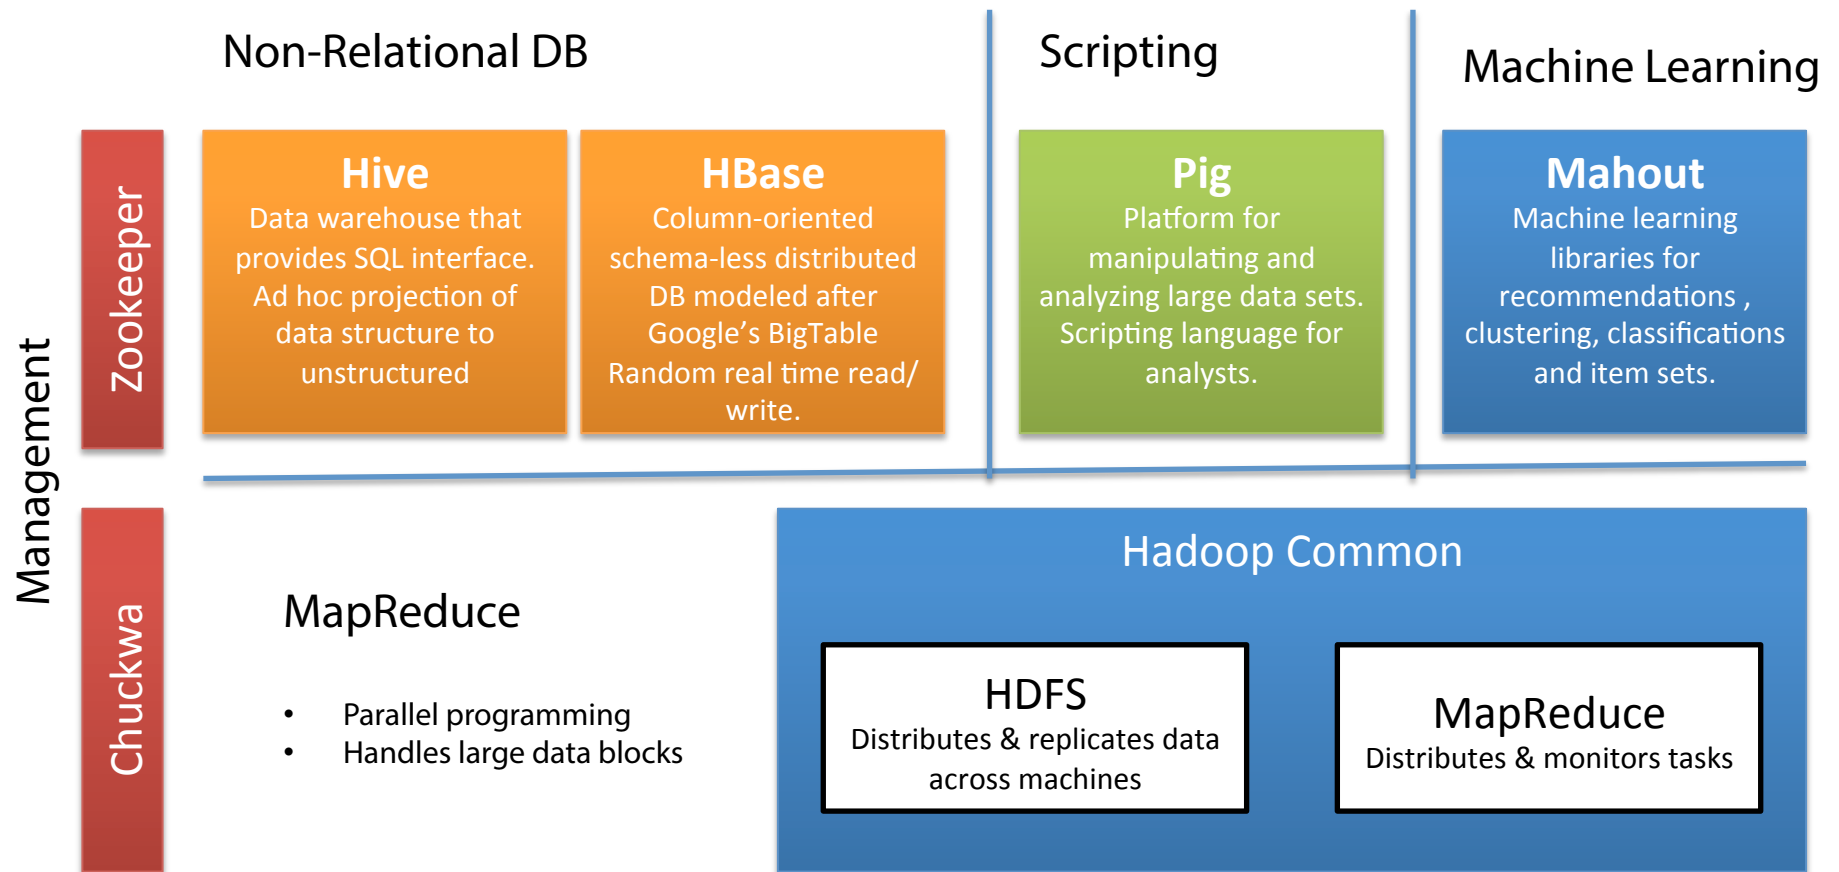 Non-Relational DB
Scripting
Machine Learning
Management
Zookeeper
Hive
Data warehouse that
provides SQL interface.
Ad hoc projection of
data structure to
unstructured
HBase
Column-oriented
schema-less distributed
DB modeled after
Google’s BigTable
Random real time read/
write.
Pig
Platform for
manipulating and
analyzing large data sets.
Scripting language for
analysts.
Mahout
Machine learning
libraries for
recommendations ,
clustering, classifications
and item sets.
Chuckwa
MapReduce
• Parallel programming
• Handles large data blocks
Hadoop Common
HDFS
Distributes & replicates data
across machines
MapReduce
Distributes & monitors tasks